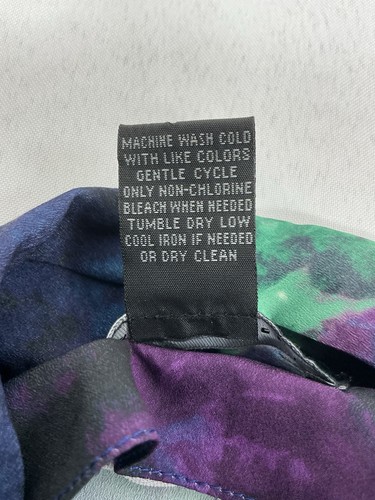 MACHINE WASH COLD
WITH LIKE COLORS
GENTLE CYCLE
ONLY NON-CHLORINE
BLEACH WHEN NEEDED
TUMBLE DRY LOW
COOL IRON IF NEEDED
OR DRY CLEAN